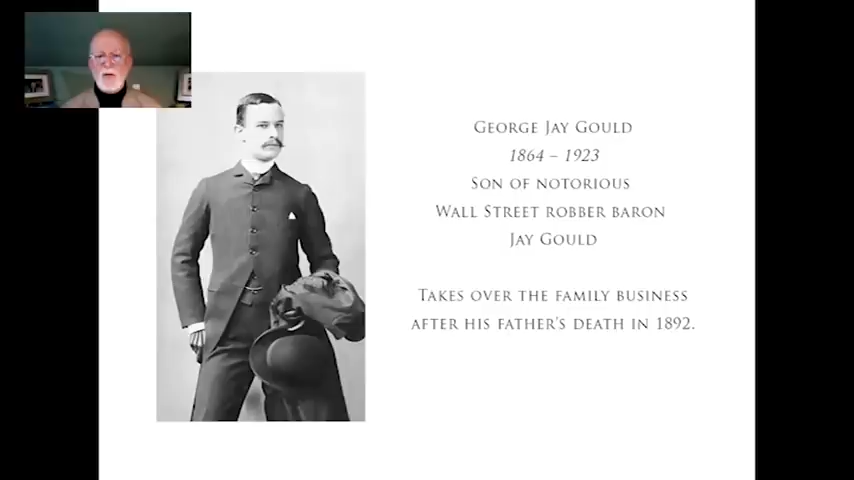 George Jay Gould
1864 – 1923
Son of notorious
Wall Street robber baron
Jay Gould
Takes over the family business
after his father's death in 1892.